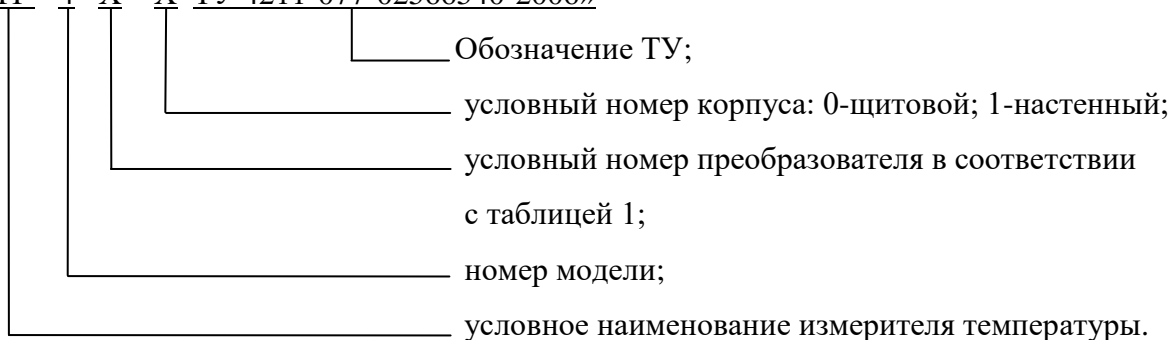 Обозначение ТУ;
условный номер корпуса: 0-щитовой; 1-настенный;
условный номер преобразователя в соответствии
с таблицей 1;
номер модели;
условное наименование измерителя температуры.